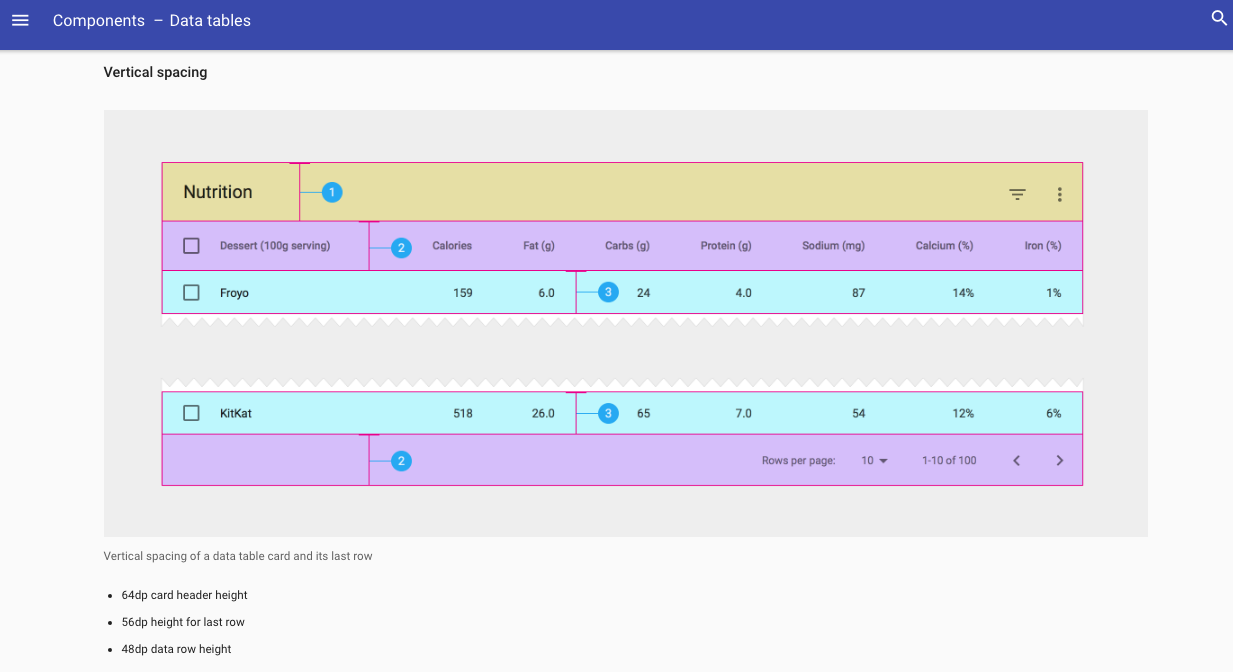 Components – Data tables
Vertical spacing
Nutrition 1
Dessert (100g serving) 2 Calories Fat (g) Carbs (g) Protein (g) Sodium (mg) Calcium (%) Iron (%)
Froyo 159 6.0 3 24 4.0 87 14% 1%
KitKat 518 26.0 3 65 7.0 54 12% 6%
2 Rows per page: 10 1-10 of 100
Vertical spacing of a data table card and its last row
• 64dp card header height
• 56dp height for last row
• 48dp data row height